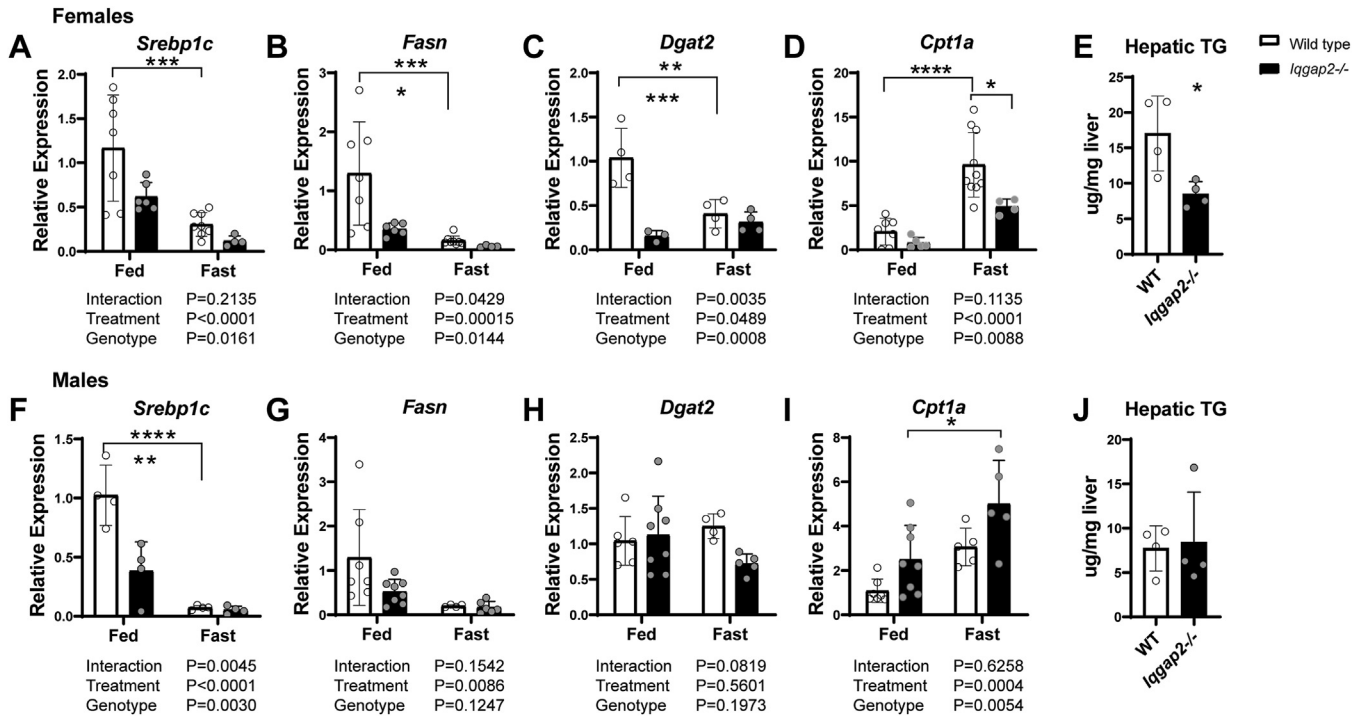 Females
A
Srebp1c
***
Relative Expression
2.0
1.5
1.0
0.5
0.0
Fed Fast
Interaction P=0.2135
Treatment P<0.0001
Genotype P=0.0161
B
Fasn
***
*
Relative Expression
3
2
1
0
Fed Fast
Interaction P=0.0429
Treatment P=0.00015
Genotype P=0.0144
C
Dgat2
**
***
Relative Expression
2.0
1.5
1.0
0.5
0.0
Fed Fast
Interaction P=0.0035
Treatment P=0.0489
Genotype P=0.0008
D
Cpt1a
****
*
Relative Expression
20
15
10
5
0
Fed Fast
Interaction P=0.1135
Treatment P<0.0001
Genotype P=0.0088
E
Hepatic TG
*
ug/mg liver
25
20
15
10
5
0
WT
Iqgap2-/-
Wild type
Iqgap2-/-
Males
F
Srebp1c
****
**
Relative Expression
1.5
1.0
0.5
0.0
Fed Fast
Interaction P=0.0045
Treatment P<0.0001
Genotype P=0.0030
G
Fasn
Relative Expression
4
3
2
1
0
Fed Fast
Interaction P=0.1542
Treatment P=0.0086
Genotype P=0.1247
H
Dgat2
Relative Expression
2.5
2.0
1.5
1.0
0.5
0.0
Fed Fast
Interaction P=0.0819
Treatment P=0.5601
Genotype P=0.1973
I
Cpt1a
*
Relative Expression
8
6
4
2
0
Fed Fast
Interaction P=0.6258
Treatment P=0.0004
Genotype P=0.0054
J
Hepatic TG
ug/mg liver
20
15
10
5
0
WT
Iqgap2-/-